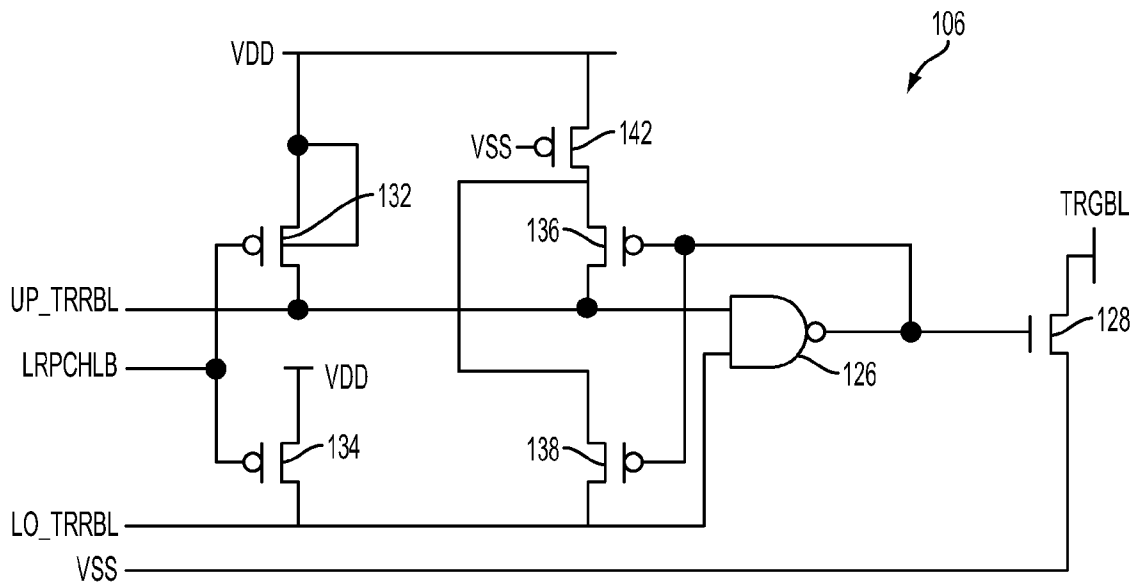 106
VDD
VSS
142
132
136
TRGBL
UP_TRRBL
128
LRPCHLB
VDD
126
134
138
LO_TRRBL
VSS